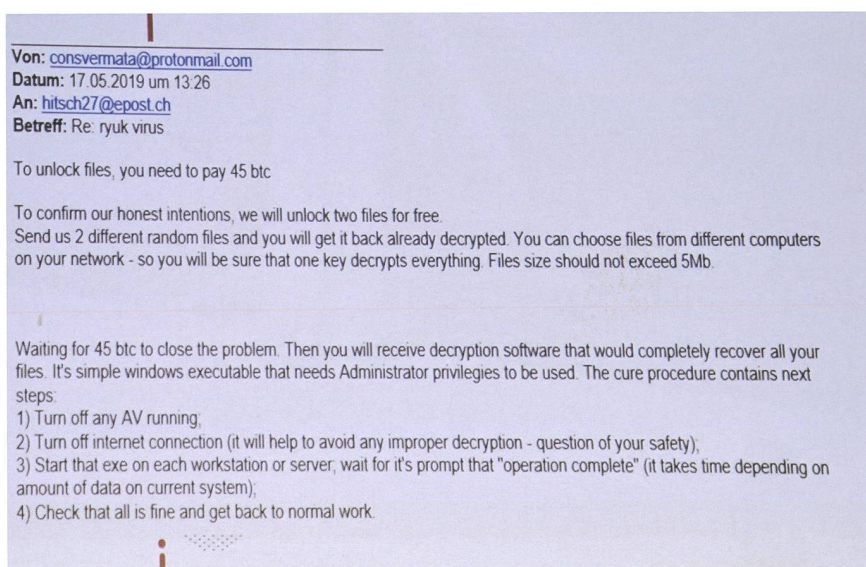 Von: consvermata@protonmail.com
Datum: 17.05.2019 um 13:26
An: hitsch27@epost.ch
Betreff: Re: ryuk virus
To unlock files, you need to pay 45 btc
To confirm our honest intentions, we will unlock two files for free.
Send us 2 different random files and you will get it back already decrypted. You can choose files from different computers
on your network - so you will be sure that one key decrypts everything. Files size should not exceed 5Mb.
Waiting for 45 btc to close the problem. Then you will receive decryption software that would completely recover all your
files. It's simple windows executable that needs Administrator privilegies to be used. The cure procedure contains next
steps:
1) Turn off any AV running;
2) Turn off internet connection (it will help to avoid any improper decryption - question of your safety);
3) Start that exe on each workstation or server, wait for it's prompt that "operation complete" (it takes time depending on
amount of data on current system);
4) Check that all is fine and get back to normal work.